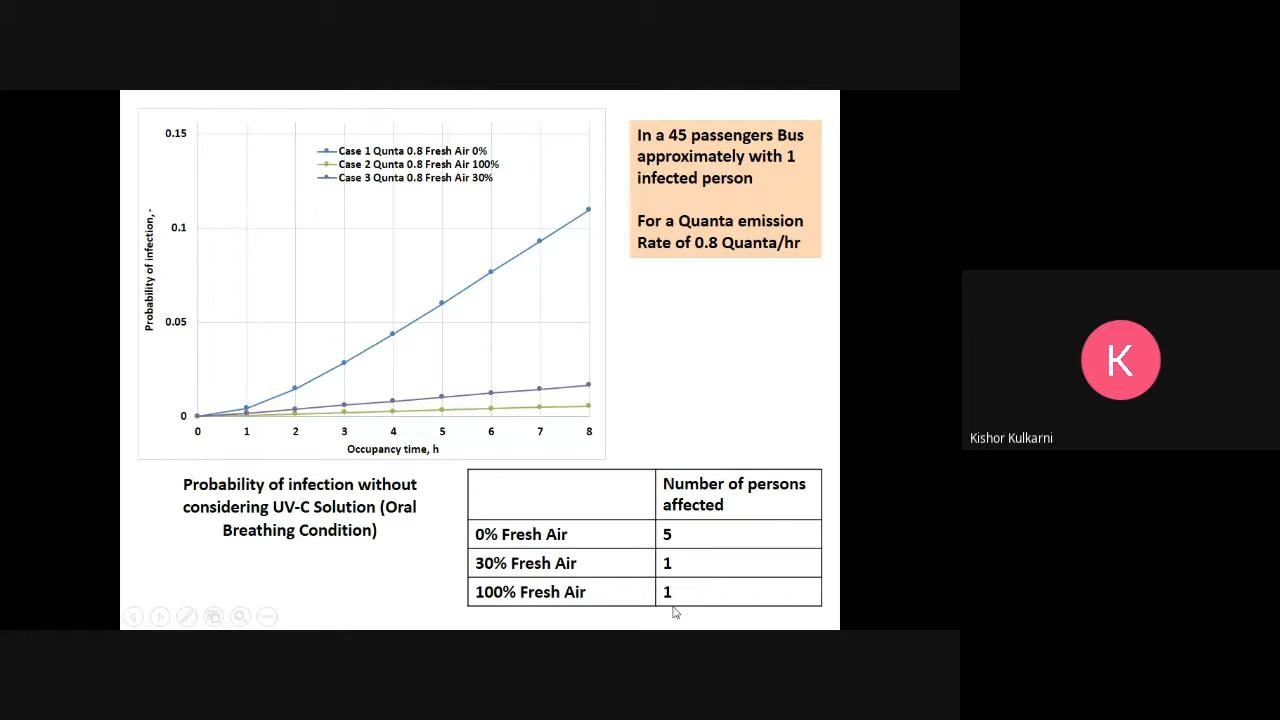 0.15
0.1
0.05
0
Probability of infection, -
Case 1 Qunta 0.8 Fresh Air 0%
Case 2 Qunta 0.8 Fresh Air 100%
Case 3 Qunta 0.8 Fresh Air 30%
0 1 2 3 4 5 6 7 8
Occupancy time, h
In a 45 passengers Bus
approximately with 1
infected person
For a Quanta emission
Rate of 0.8 Quanta/hr
Probability of infection without
considering UV-C Solution (Oral
Breathing Condition)
Number of persons
affected
0% Fresh Air 5
30% Fresh Air 1
100% Fresh Air 1
K
Kishor Kulkarni